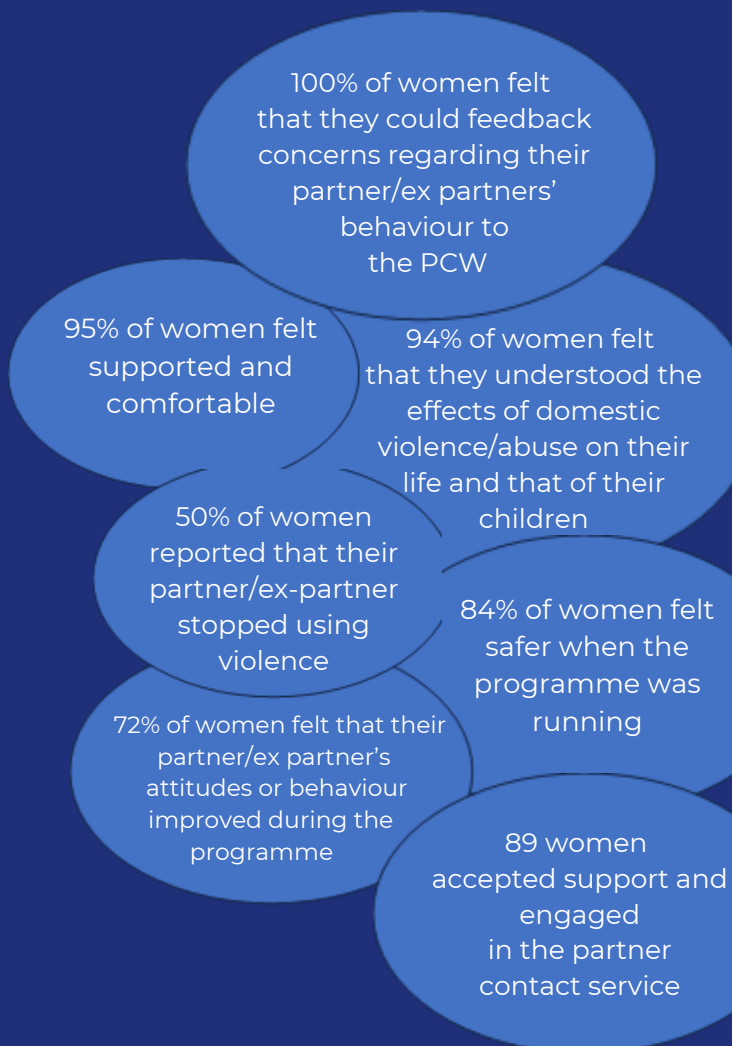 100% of women felt
that they could feedback
concerns regarding their
partner/ex partners’
behaviour to
the PCW
95% of women felt
supported and
comfortable
94% of women felt
that they understood the
effects of domestic
violence/abuse on their
life and that of their
children
50% of women
reported that their
partner/ex-partner
stopped using
violence
84% of women felt
safer when the
programme was
running
72% of women felt that their
partner/ex partner’s
attitudes or behaviour
improved during the
programme
89 women
accepted support and
engaged
in the partner
contact service